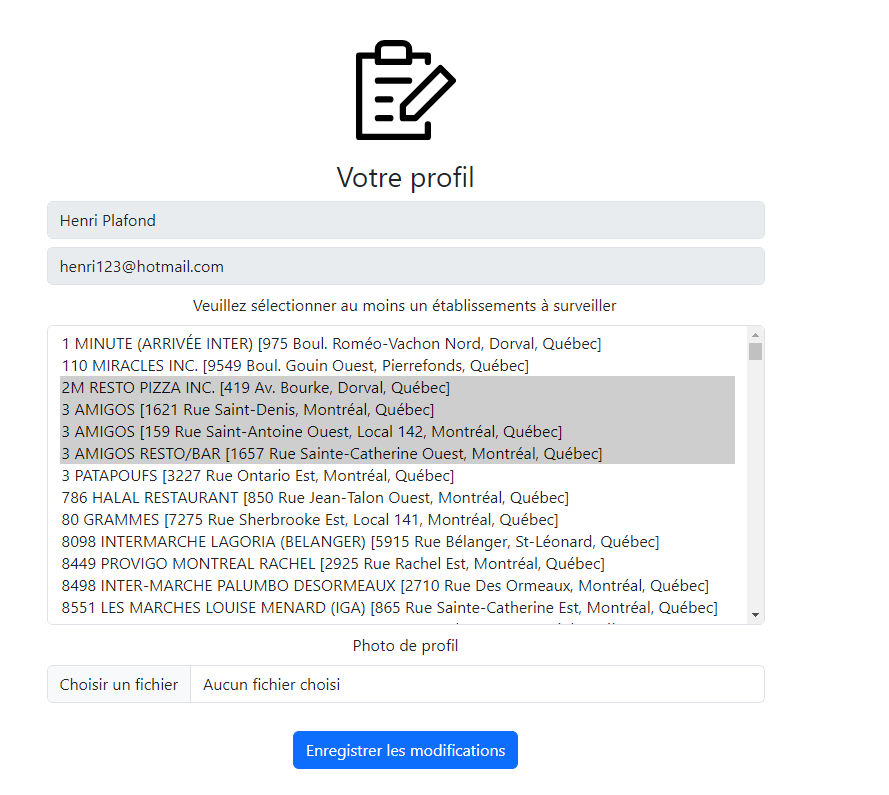 Votre profil
Henri Plafond
henri123@hotmail.com
Veuillez sélectionner au moins un établissements à surveiller
1 MINUTE (ARRIVÉE INTER) [975 Boul. Roméo-Vachon Nord, Dorval, Québec]
110 MIRACLES INC. [9549 Boul. Gouin Ouest, Pierrefonds, Québec]
2M RESTO PIZZA INC. [419 Av. Bourke, Dorval, Québec]
3 AMIGOS [1621 Rue Saint-Denis, Montréal, Québec]
3 AMIGOS [159 Rue Saint-Antoine Ouest, Local 142, Montréal, Québec]
3 AMIGOS RESTO/BAR [1657 Rue Sainte-Catherine Ouest, Montréal, Québec]
3 PATAPOUFS [3227 Rue Ontario Est, Montréal, Québec]
786 HALAL RESTAURANT [850 Rue Jean-Talon Ouest, Montréal, Québec]
80 GRAMMES [7275 Rue Sherbrooke Est, Local 141, Montréal, Québec]
8098 INTERMARCHE LAGORIA (BELANGER) [5915 Rue Bélanger, St-Léonard, Québec]
8449 PROVIGO MONTREAL RACHEL [2925 Rue Rachel Est, Montréal, Québec]
8498 INTER-MARCHE PALUMBO DESORMEAUX [2710 Rue Des Ormeaux, Montréal, Québec]
8551 LES MARCHES LOUISE MENARD (IGA) [865 Rue Sainte-Catherine Est, Montréal, Québec]
Photo de profil
Choisir un fichier Aucun fichier choisi
Enregistrer les modifications